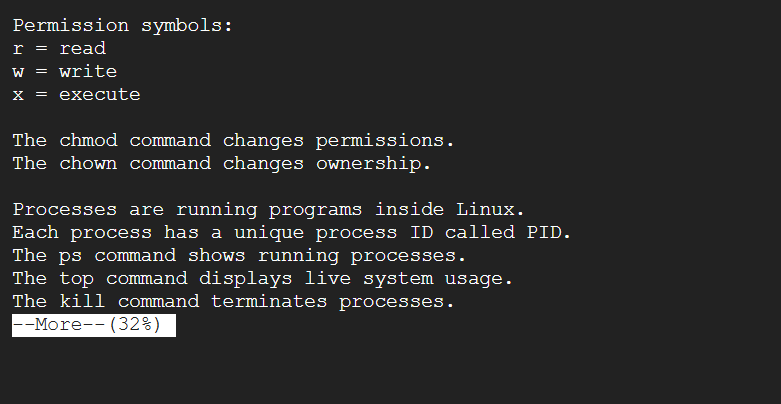 Permission symbols:
r = read
w = write
x = execute
The chmod command changes permissions.
The chown command changes ownership.
Processes are running programs inside Linux.
Each process has a unique process ID called PID.
The ps command shows running processes.
The top command displays live system usage.
The kill command terminates processes.
--More--(32%)